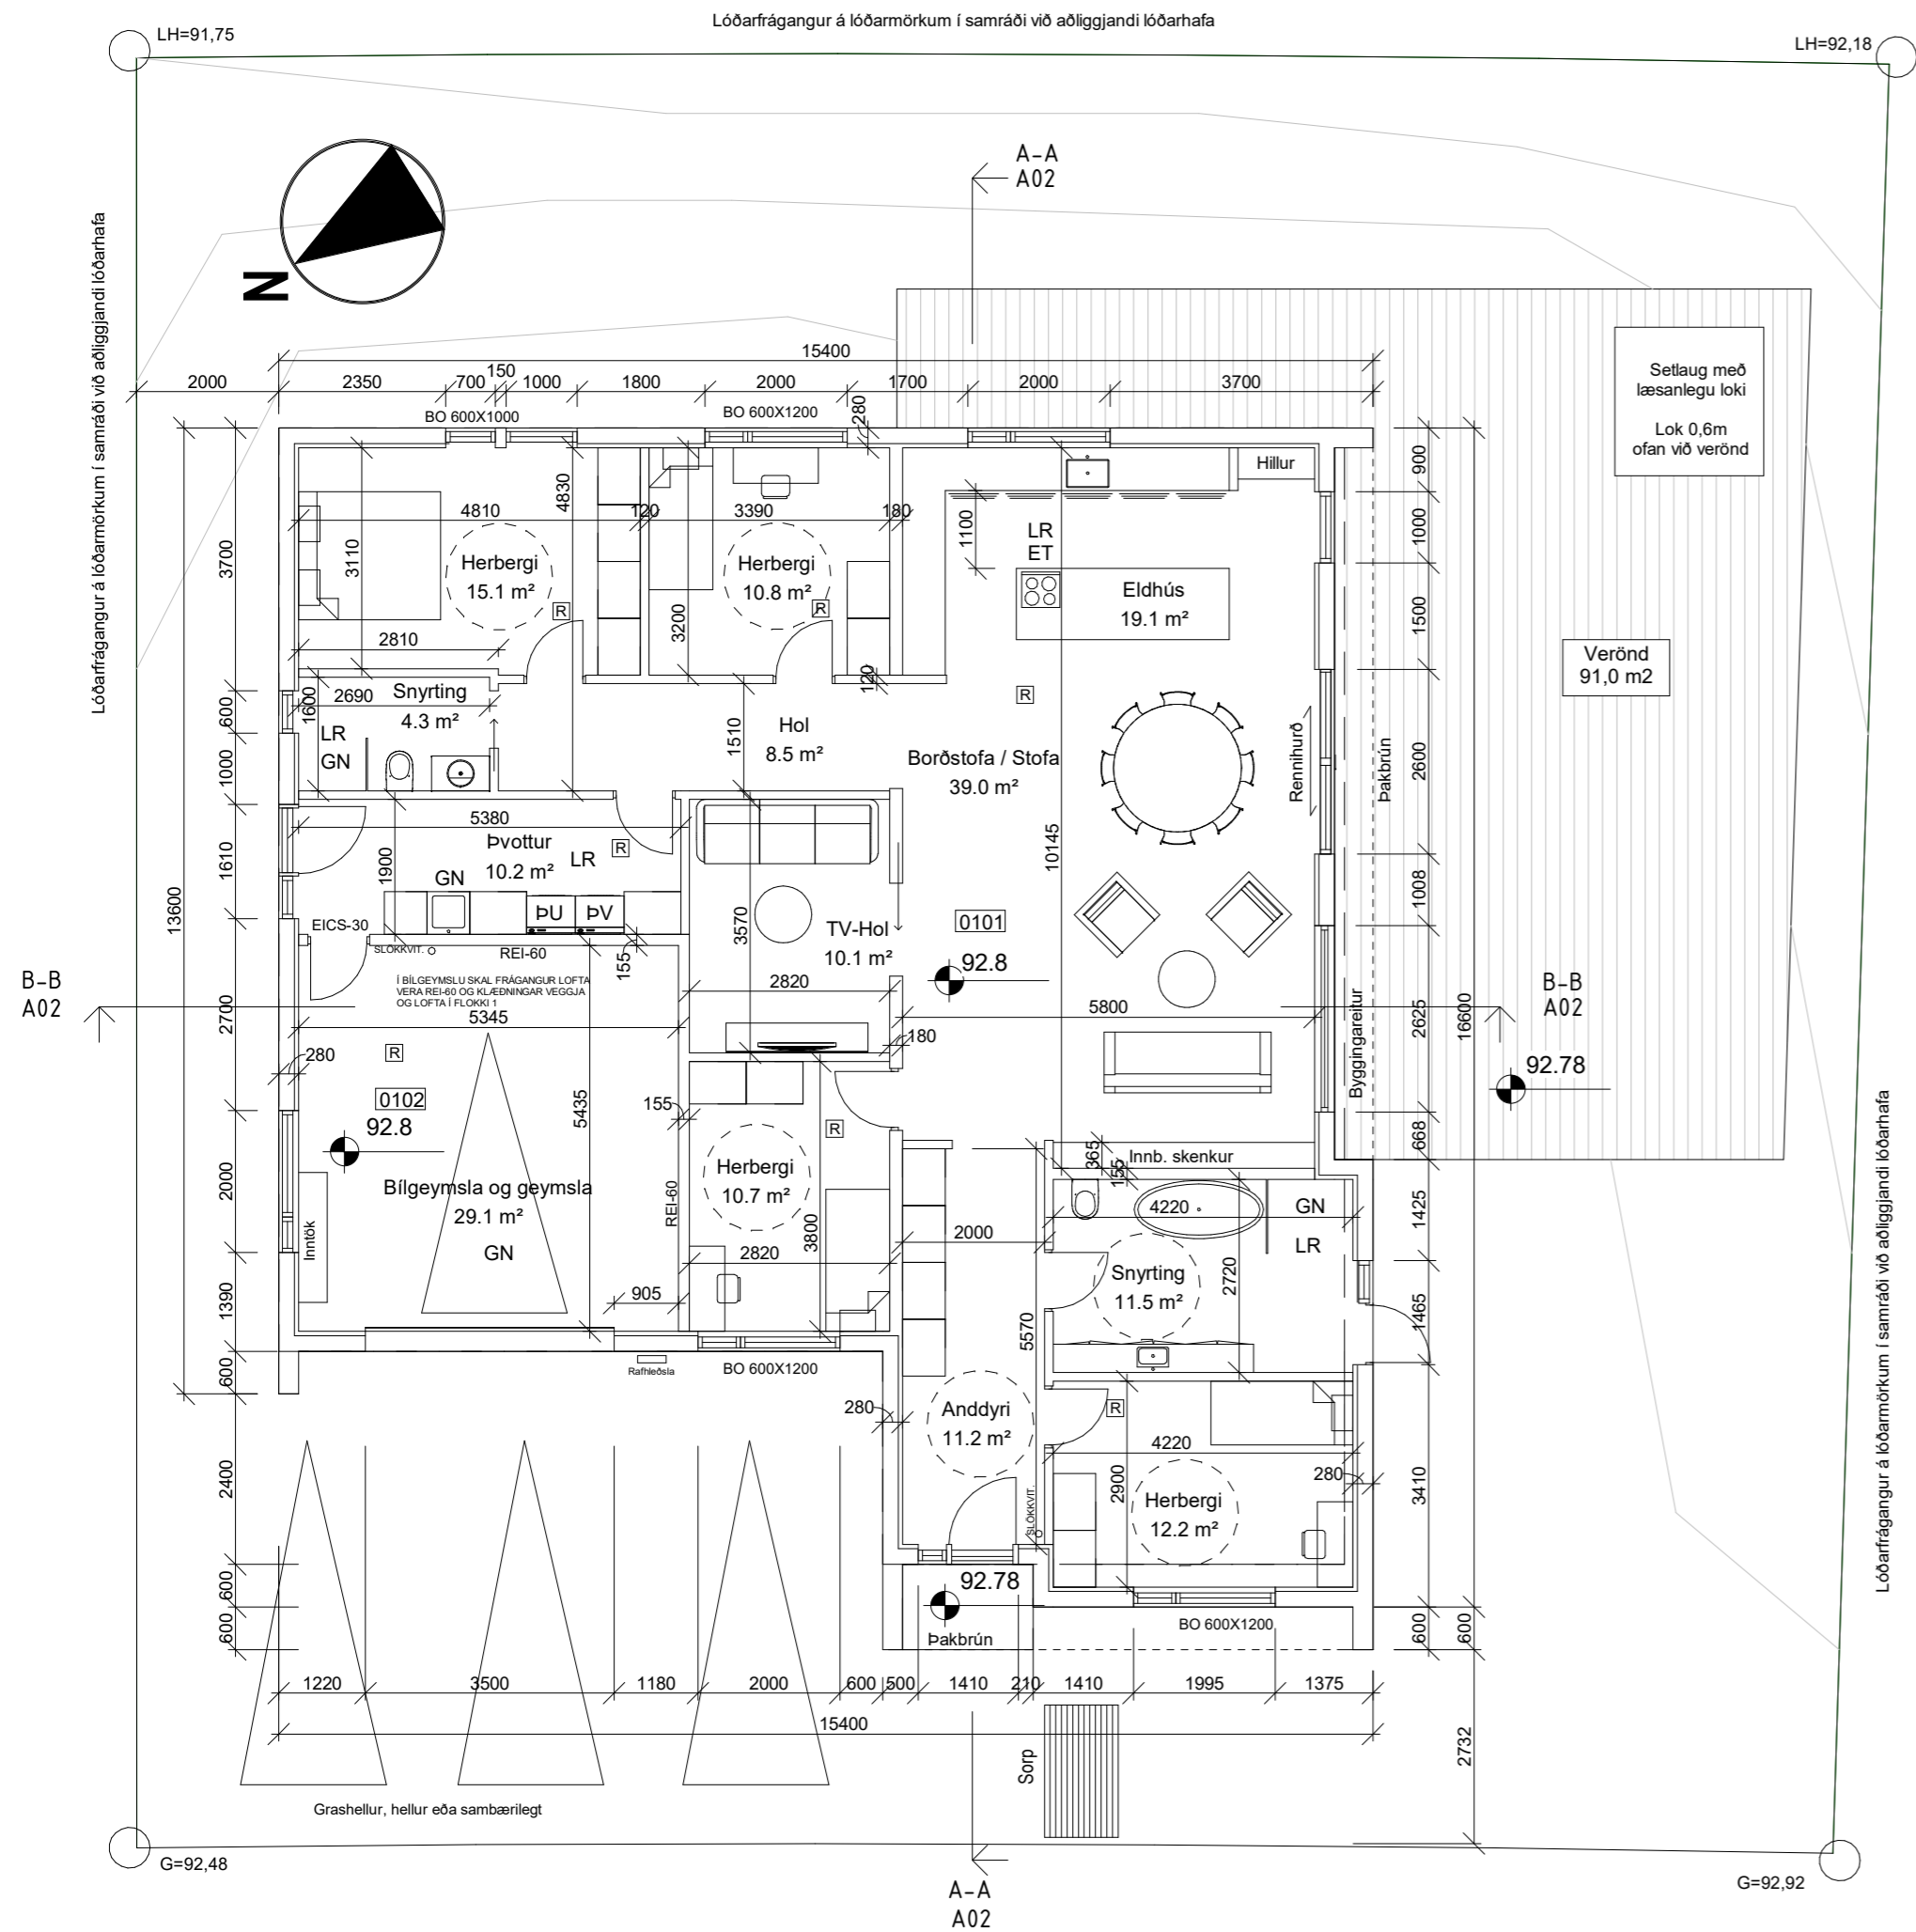 Lóðarfrágangur á lóðarmörkum í samráði við aðliggjandi lóðarhafa
LH=91,75
LH=92,18
A-A
A02
N
Lóðarfrágangur á lóðarmörkum í samráði við aðliggjandi lóðarhafa
15400
2000
2350
700
150
1000
1800
2000
1700
2000
3700
BO 600X1000
BO 600X1200
280
Setlaug með
læsanlegu loki
Lok 0,6m
ofan við verönd
Hillur
900
4830
4810
120
3390
180
1100
LR
ET
1000
3700
3110
Herbergi
15.1 m²
R
Herbergi
10.8 m²
R
Eldhús
19.1 m²
1500
3200
2810
120
Verönd
91,0 m2
1600
2690
Snyrting
4.3 m²
R
600
LR
GN
1510
Hol
8.5 m²
Borðstofa / Stofa
39.0 m²
Rennihurð
Þakbrún
2600
1000
5380
Þvottur
10.2 m²
LR
R
10145
1900
GN
1610
13600
1008
ÞU
ÞV
EICS-30
SLÖKKVIT.
REI-60
155
3570
TV-Hol
10.1 m²
0101
92.8
Í BÍLGEYMSLU SKAL FRÁGANGUR LOFTA
VERA REI-60 OG KLÆÐNINGAR VEGGJA
OG LOFTA Í FLOKKI 1
B-B
A02
B-B
A02
2700
5345
2820
5800
2625
16600
280
R
180
Byggingareitur
92.78
0102
92.8
5435
155
R
668
365
155
Innb. skenkur
2000
Bílgeymsla og geymsla
29.1 m²
GN
Inntök
REI-60
Herbergi
10.7 m²
3800
2820
2000
4220
GN
LR
1425
Snyrting
11.5 m²
2720
1390
905
5570
1465
Rafhleðsla
BO 600X1200
600
280
Anddyri
11.2 m²
R
4220
2900
280
3410
Herbergi
12.2 m²
2400
SLÖKKVIT.
Lóðarfrágangur á lóðarmörkum í samráði við aðliggjandi lóðarhafa
600
600
92.78
Þakbrún
BO 600X1200
600
600
1220
3500
1180
2000
600
500
1410
210
1410
1995
1375
15400
2732
Sorp
Grashellur, hellur eða sambærilegt
G=92,48
G=92,92
A-A
A02